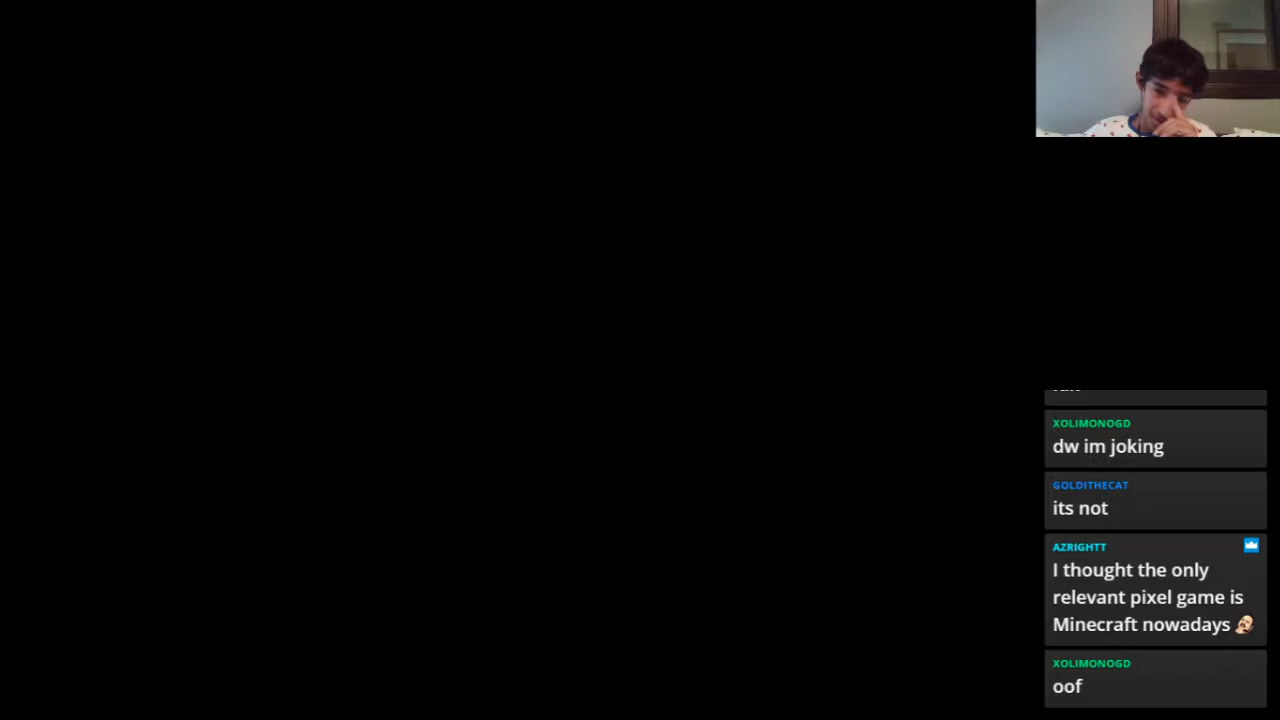 XOLIMONOGD
dw im joking
GOLDITHECAT
its not
AZRIGHTT
I thought the only
relevant pixel game is
Minecraft nowadays
XOLIMONOGD
oof